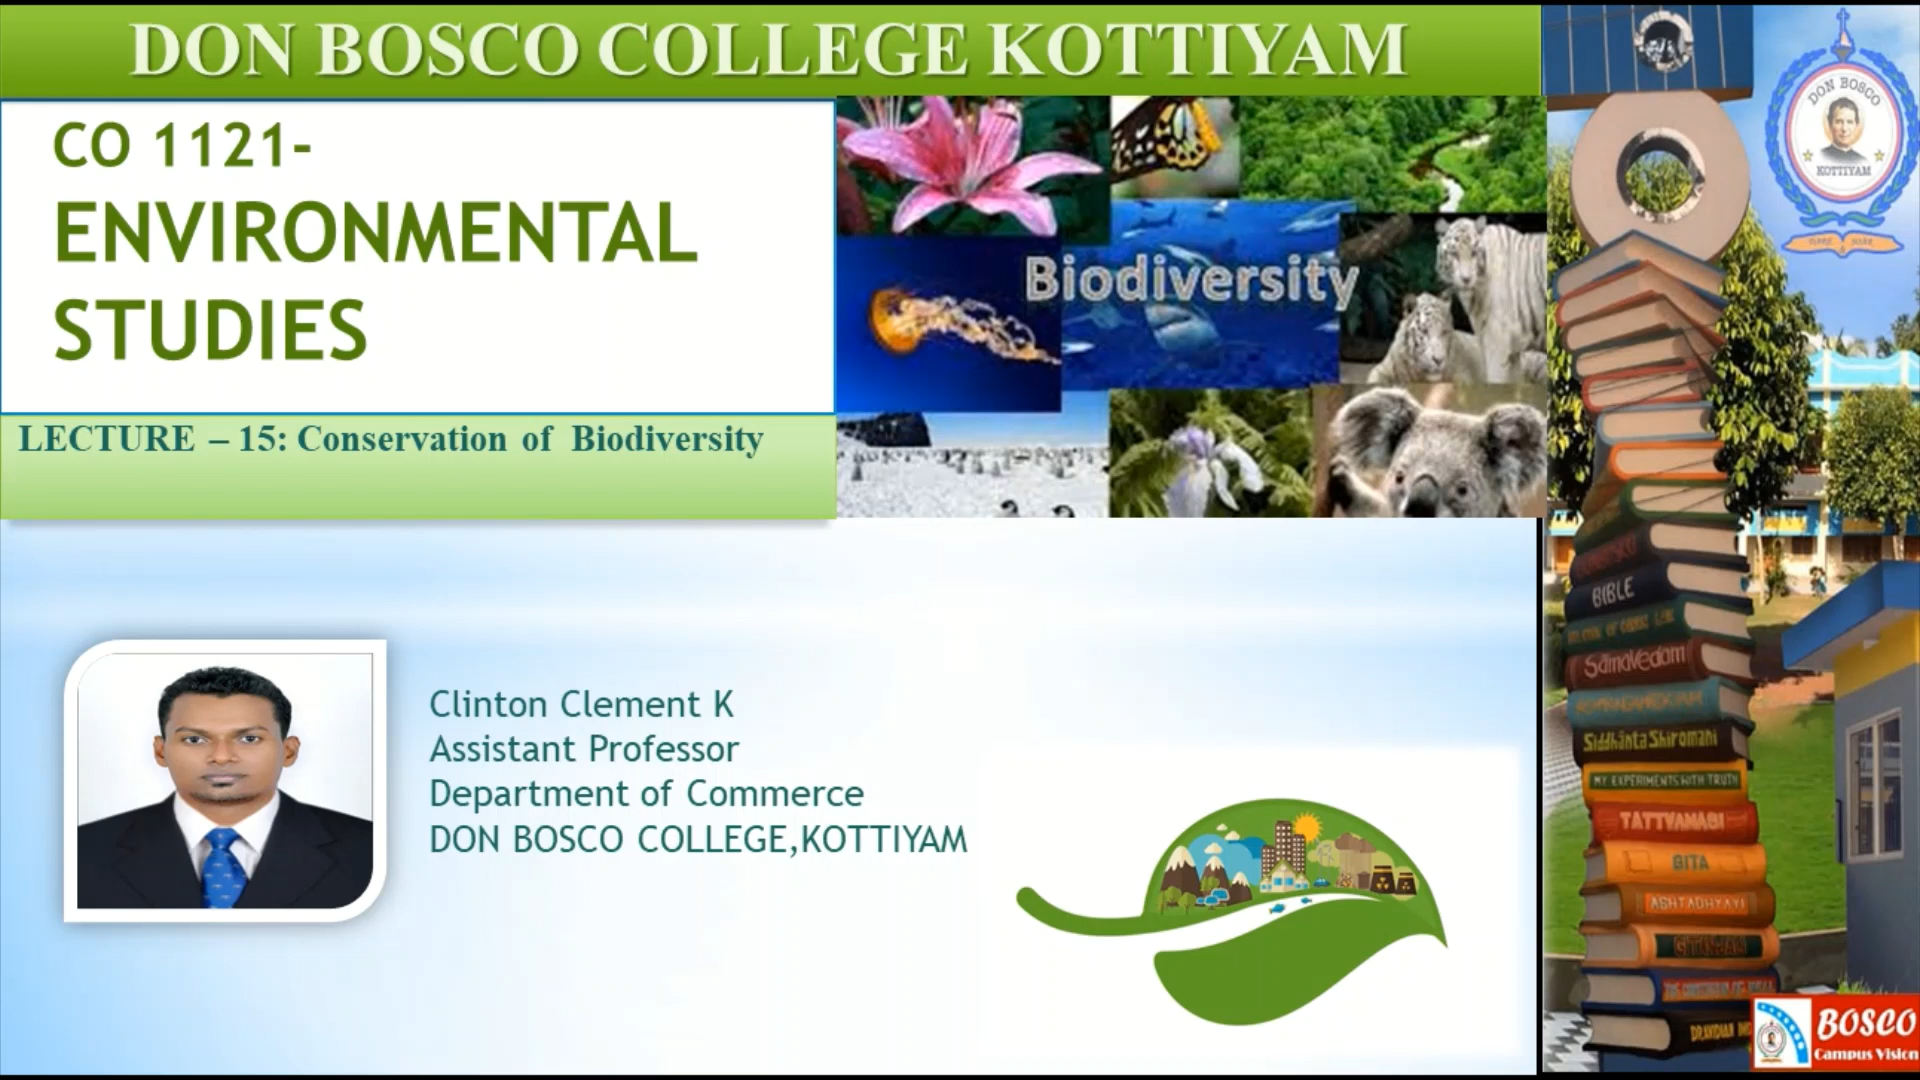 DON BOSCO COLLEGE KOTTIYAM
CO 1121-
ENVIRONMENTAL
STUDIES
LECTURE – 15: Conservation of Biodiversity
Biodiversity
Clinton Clement K
Assistant Professor
Department of Commerce
DON BOSCO COLLEGE,KOTTIYAM
DON BOSCO
KOTTIYAM
BIBLE
SamaVedam
Siddhanta Shiromani
MY EXPERIMENTS WITH TRUTH
TATTVAMASI
GITA
ASHTADHYAYI
GITANJALI
BOSCO
Campus Vision